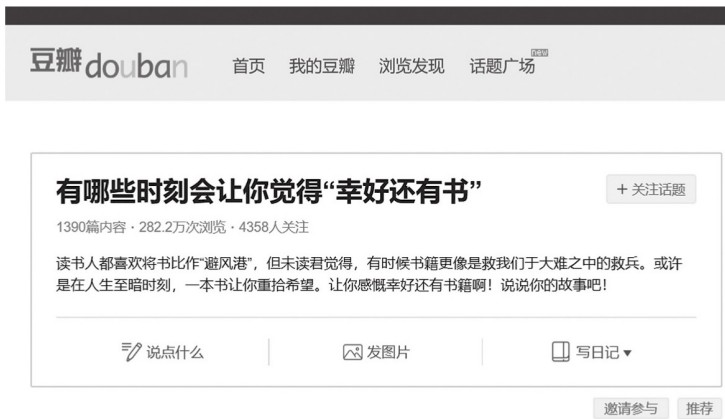 豆瓣douban 首页 我的豆瓣 浏览发现 话题广场 new
有哪些时刻会让你觉得“幸好还有书” + 关注话题
1390篇内容 · 282.2万次浏览 · 4358人关注
读书人都喜欢将书比作“避风港”，但未读君觉得，有时候书籍更像是救我们于大难之中的救兵。或许
是在人生至暗时刻，一本书让你重拾希望。让你感慨幸好还有书籍啊！说说你的故事吧！
说点什么 发图片 写日记▾
邀请参与 推荐